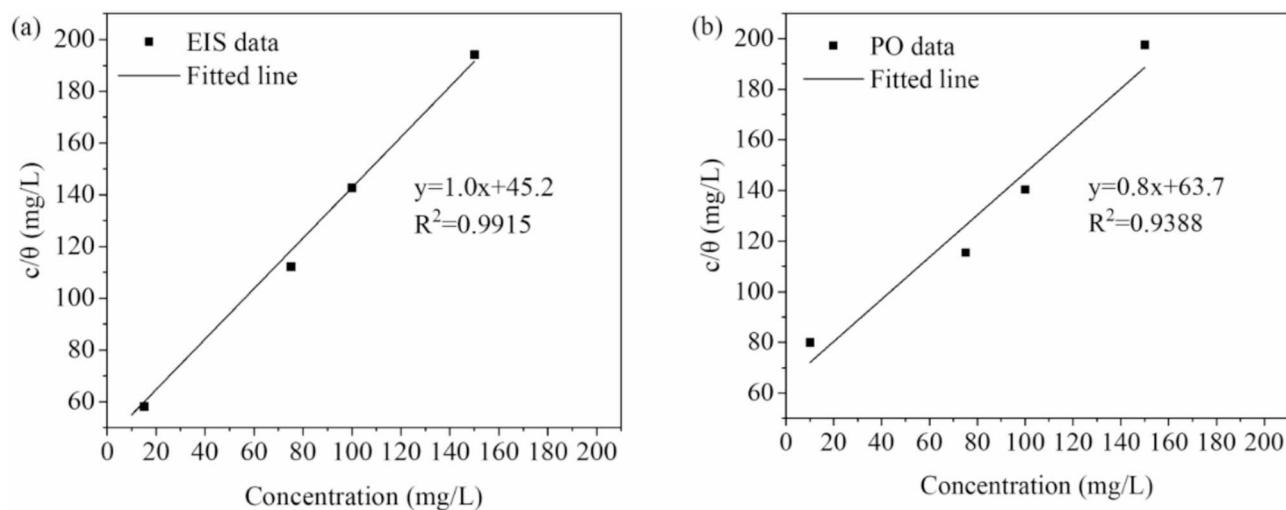 (a)
EIS data
Fitted line
y=1.0x+45.2
R²=0.9915
c/θ (mg/L)
200
180
160
140
120
100
80
60
0 20 40 60 80 100 120 140 160 180 200
Concentration (mg/L)
(b)
PO data
Fitted line
y=0.8x+63.7
R²=0.9388
c/θ (mg/L)
200
180
160
140
120
100
80
60
0 20 40 60 80 100 120 140 160 180 200
Concentration (mg/L)